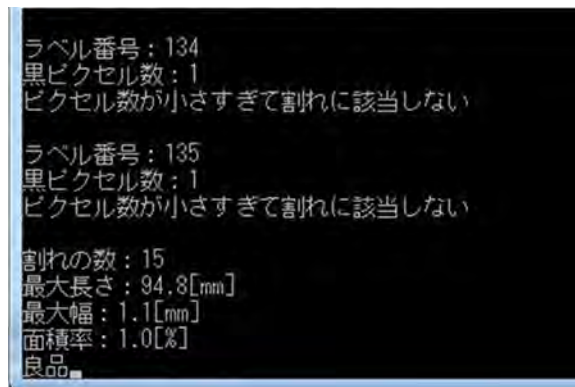 ラベル番号：134
黒ピクセル数：1
ピクセル数が小さすぎて割れに該当しない
ラベル番号：135
黒ピクセル数：1
ピクセル数が小さすぎて割れに該当しない
割れの数：15
最大長さ：94.8[mm]
最大幅：1.1[mm]
面積率：1.0[%]
良品